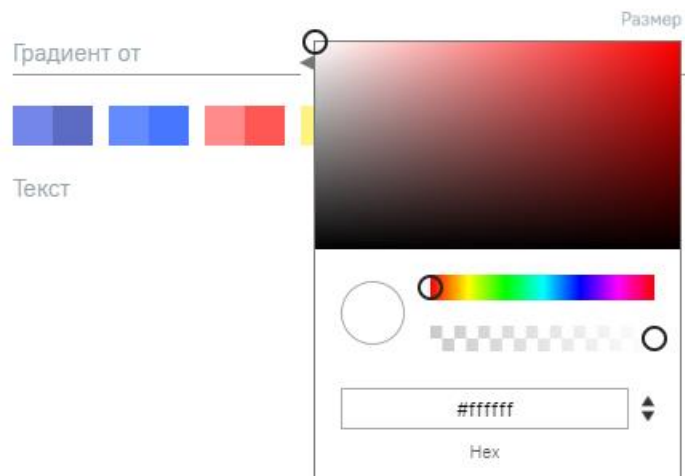 Размер
Градиент от
Текст
#ffffff
Hex